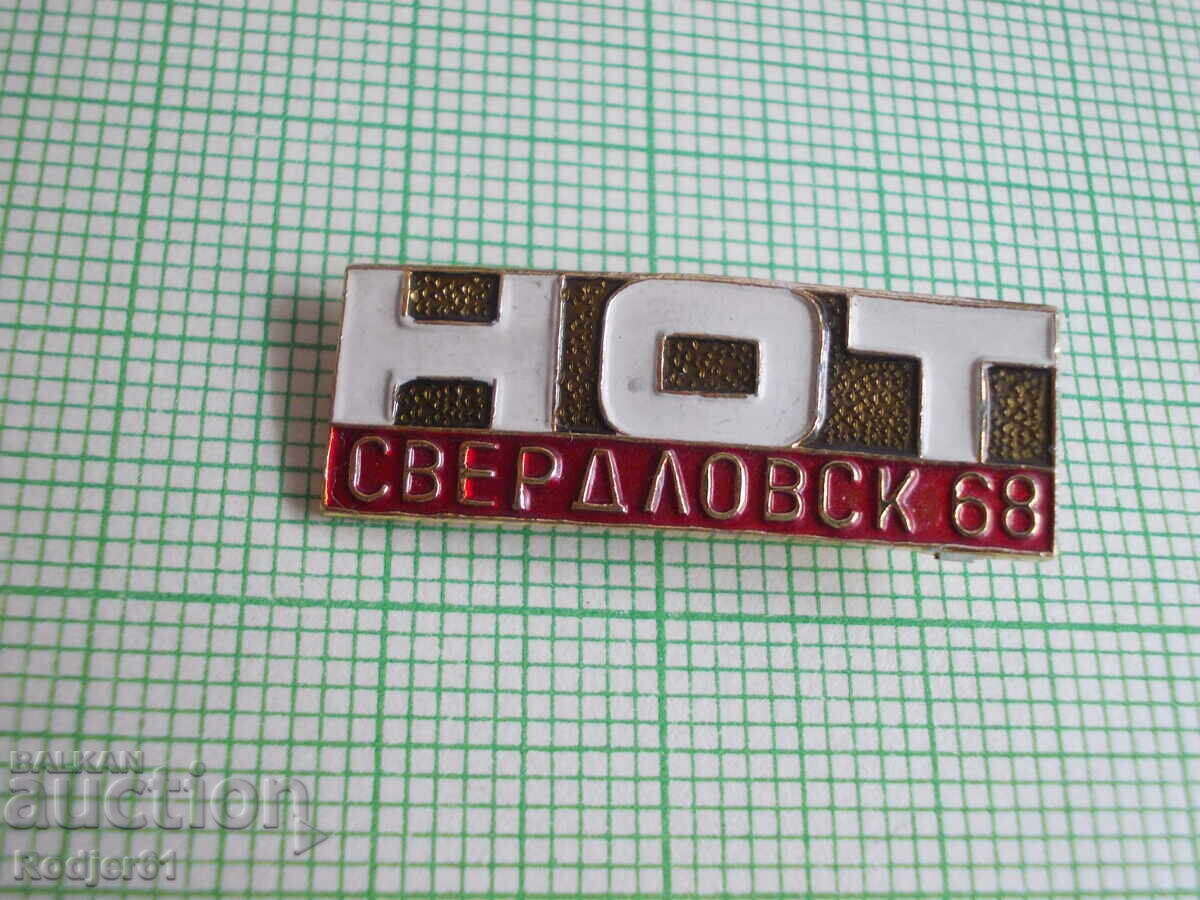 НОТ
СВЕРДЛОВСК 68
BALKAN
auction
Rodjer61